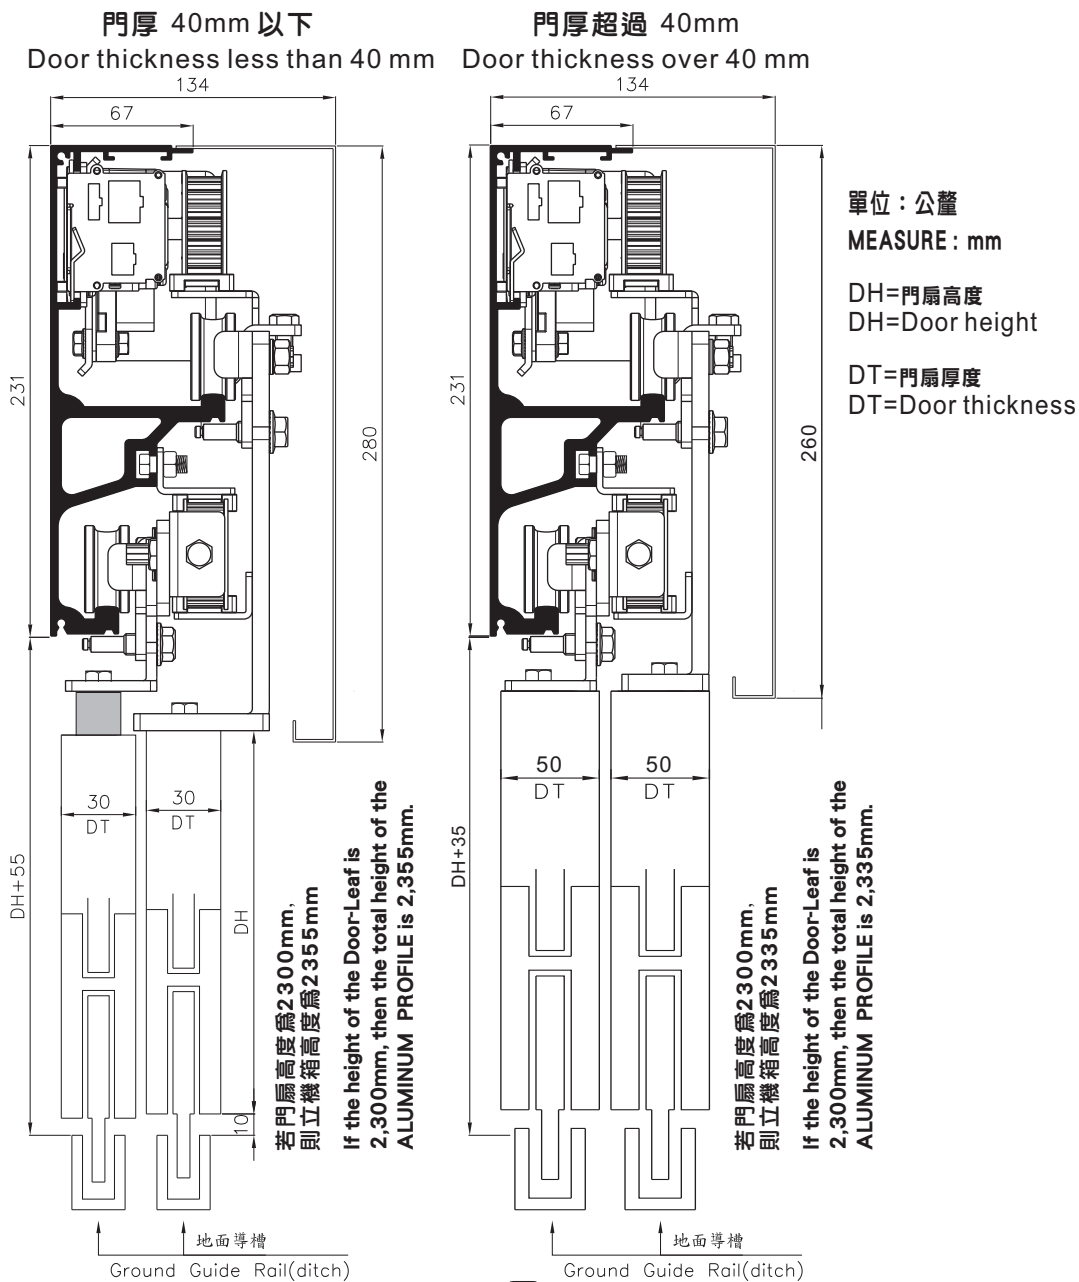 門厚 40mm 以下
Door thickness less than 40 mm
134
67
231
280
30
DT
30
DT
DH+55
DH
10
若門扇高度爲2300mm,
則立機箱高度爲2355mm
If the height of the Door-Leaf is
2,300mm, then the total height of the
ALUMINUM PROFILE is 2,355mm.
地面導槽
Ground Guide Rail(ditch)
門厚超過 40mm
Door thickness over 40 mm
134
67
231
260
50
DT
50
DT
DH+35
若門扇高度爲2300mm,
則立機箱高度爲2335mm
If the height of the Door-Leaf is
2,300mm, then the total height of the
ALUMINUM PROFILE is 2,335mm.
地面導槽
Ground Guide Rail(ditch)
單位：公釐
MEASURE : mm
DH=門扇高度
DH=Door height
DT=門扇厚度
DT=Door thickness